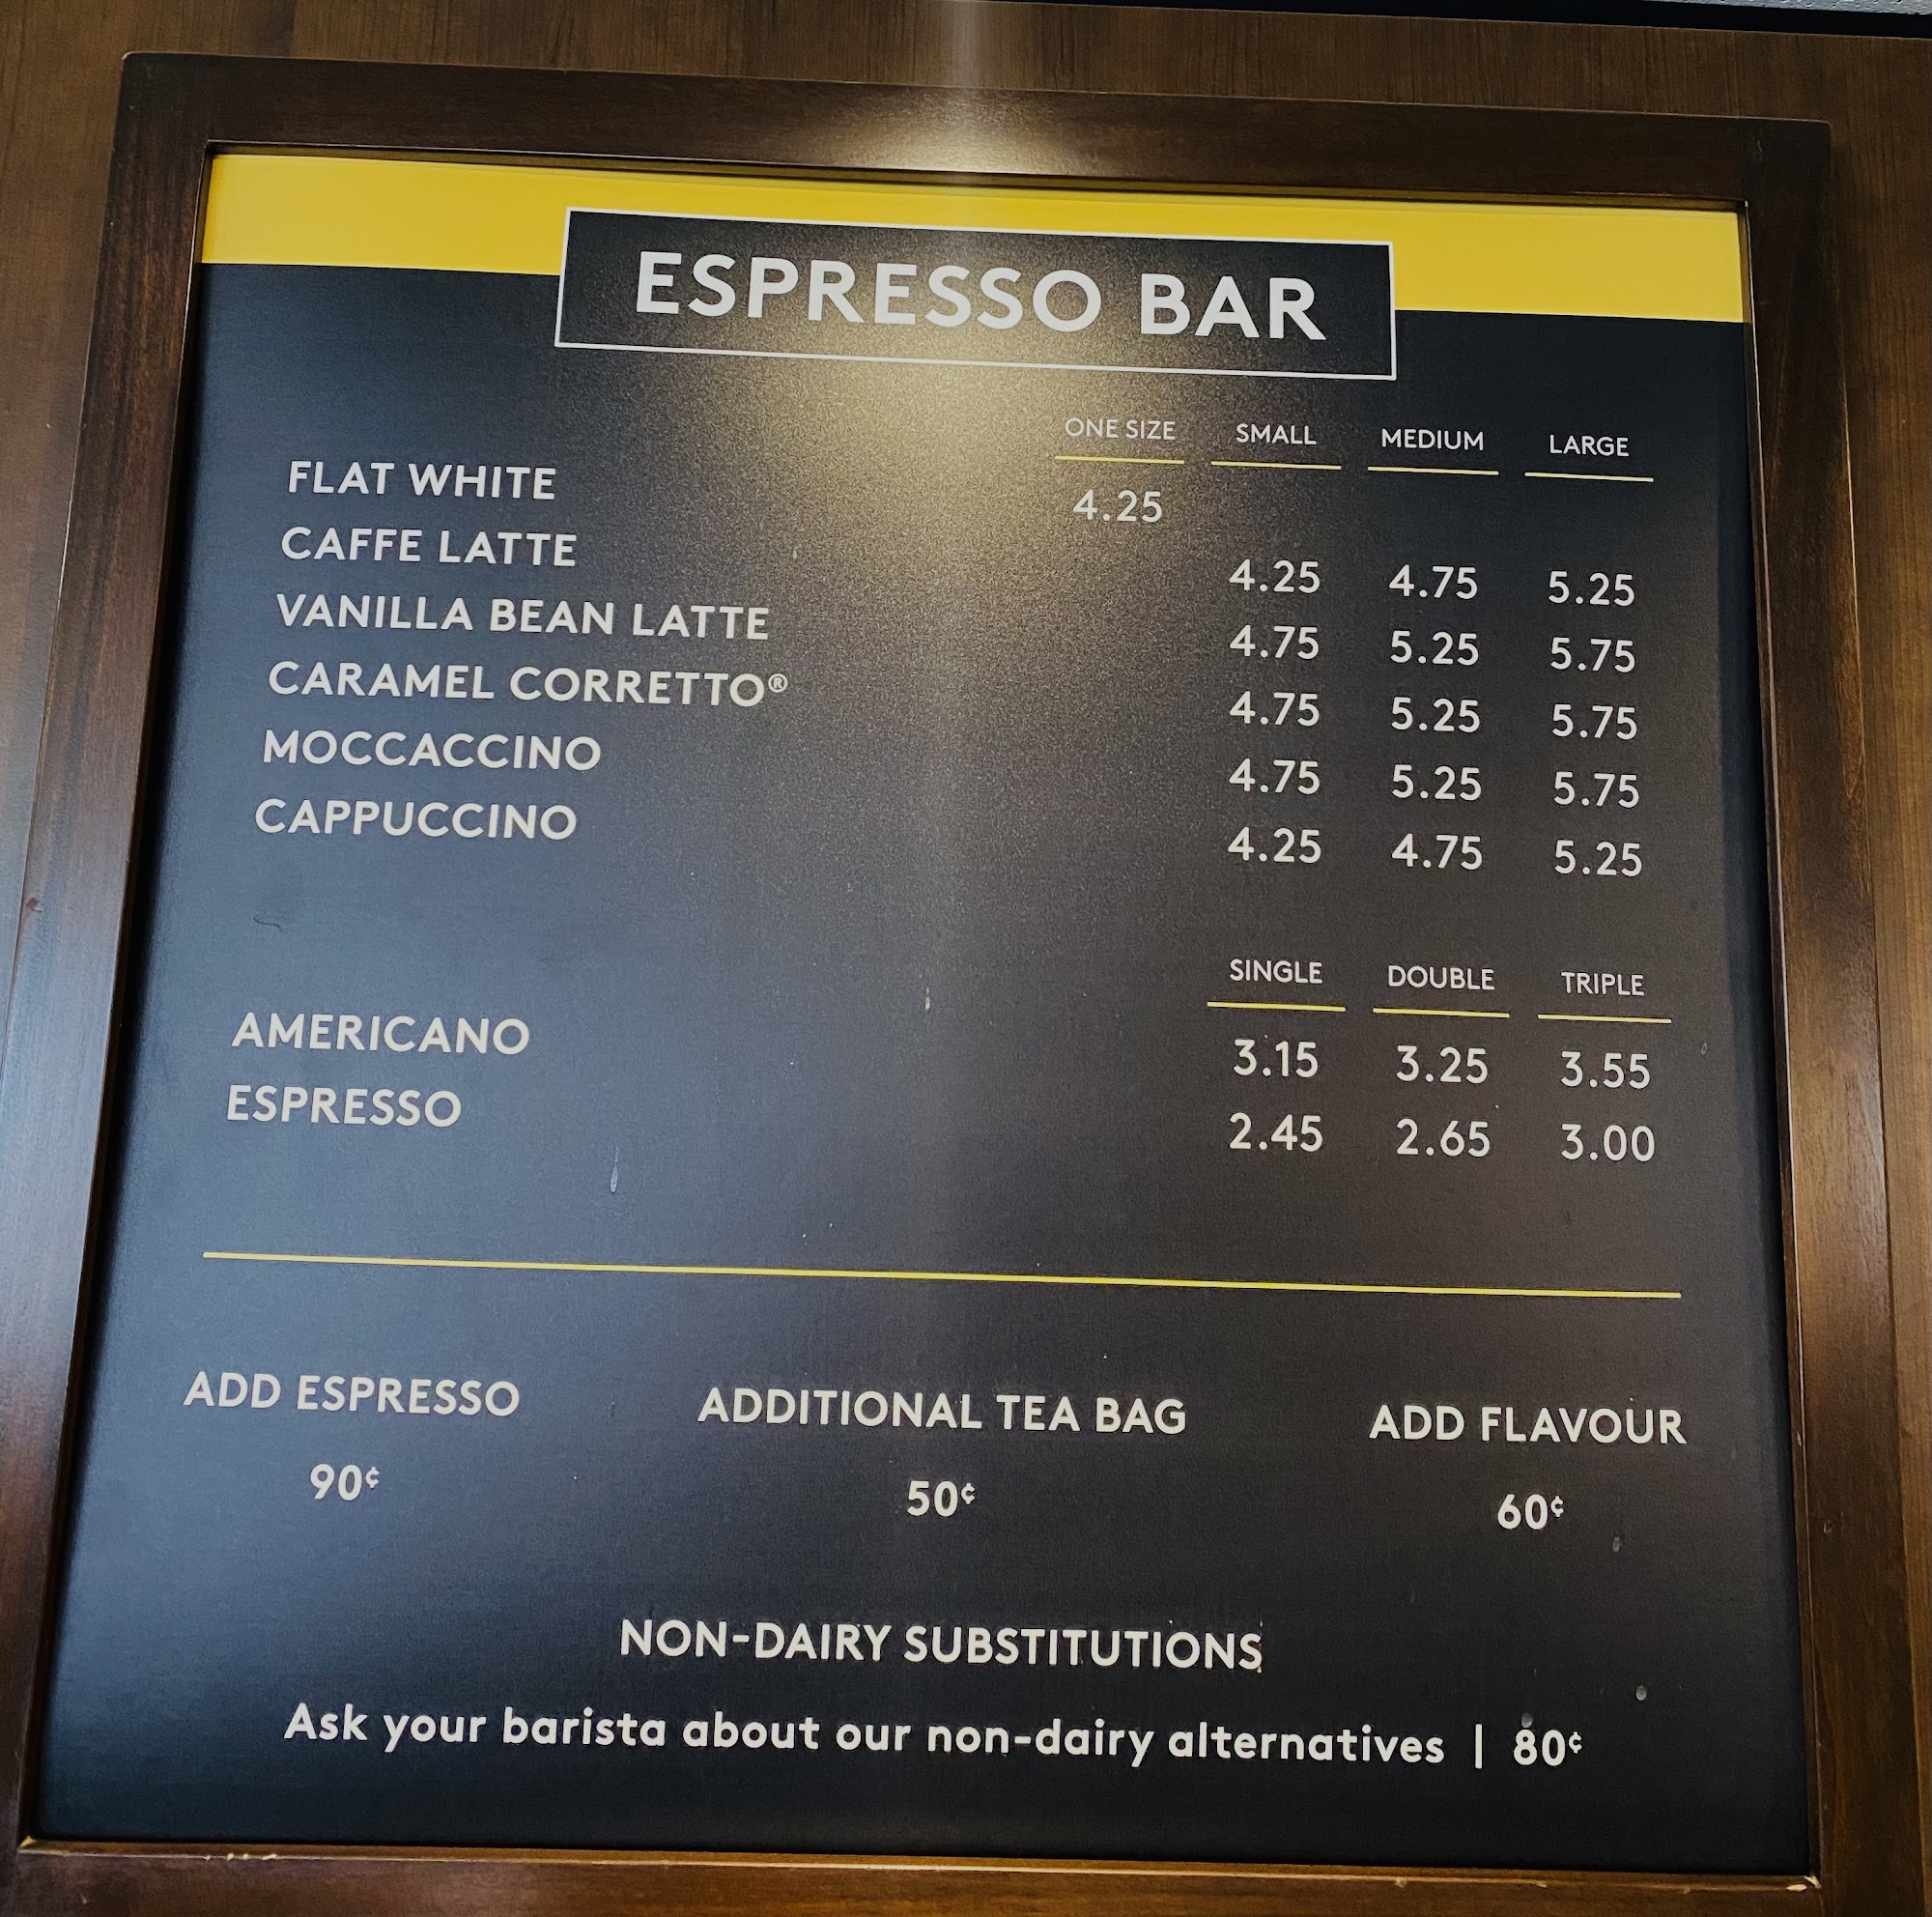 ESPRESSO BAR
ONE SIZE SMALL MEDIUM LARGE
FLAT WHITE 4.25
CAFFE LATTE 4.25 4.75 5.25
VANILLA BEAN LATTE 4.75 5.25 5.75
CARAMEL CORRETTO® 4.75 5.25 5.75
MOCCACCINO 4.75 5.25 5.75
CAPPUCCINO 4.25 4.75 5.25
SINGLE DOUBLE TRIPLE
AMERICANO 3.15 3.25 3.55
ESPRESSO 2.45 2.65 3.00
ADD ESPRESSO ADDITIONAL TEA BAG ADD FLAVOUR
90¢ 50¢ 60¢
NON-DAIRY SUBSTITUTIONS
Ask your barista about our non-dairy alternatives | 80¢